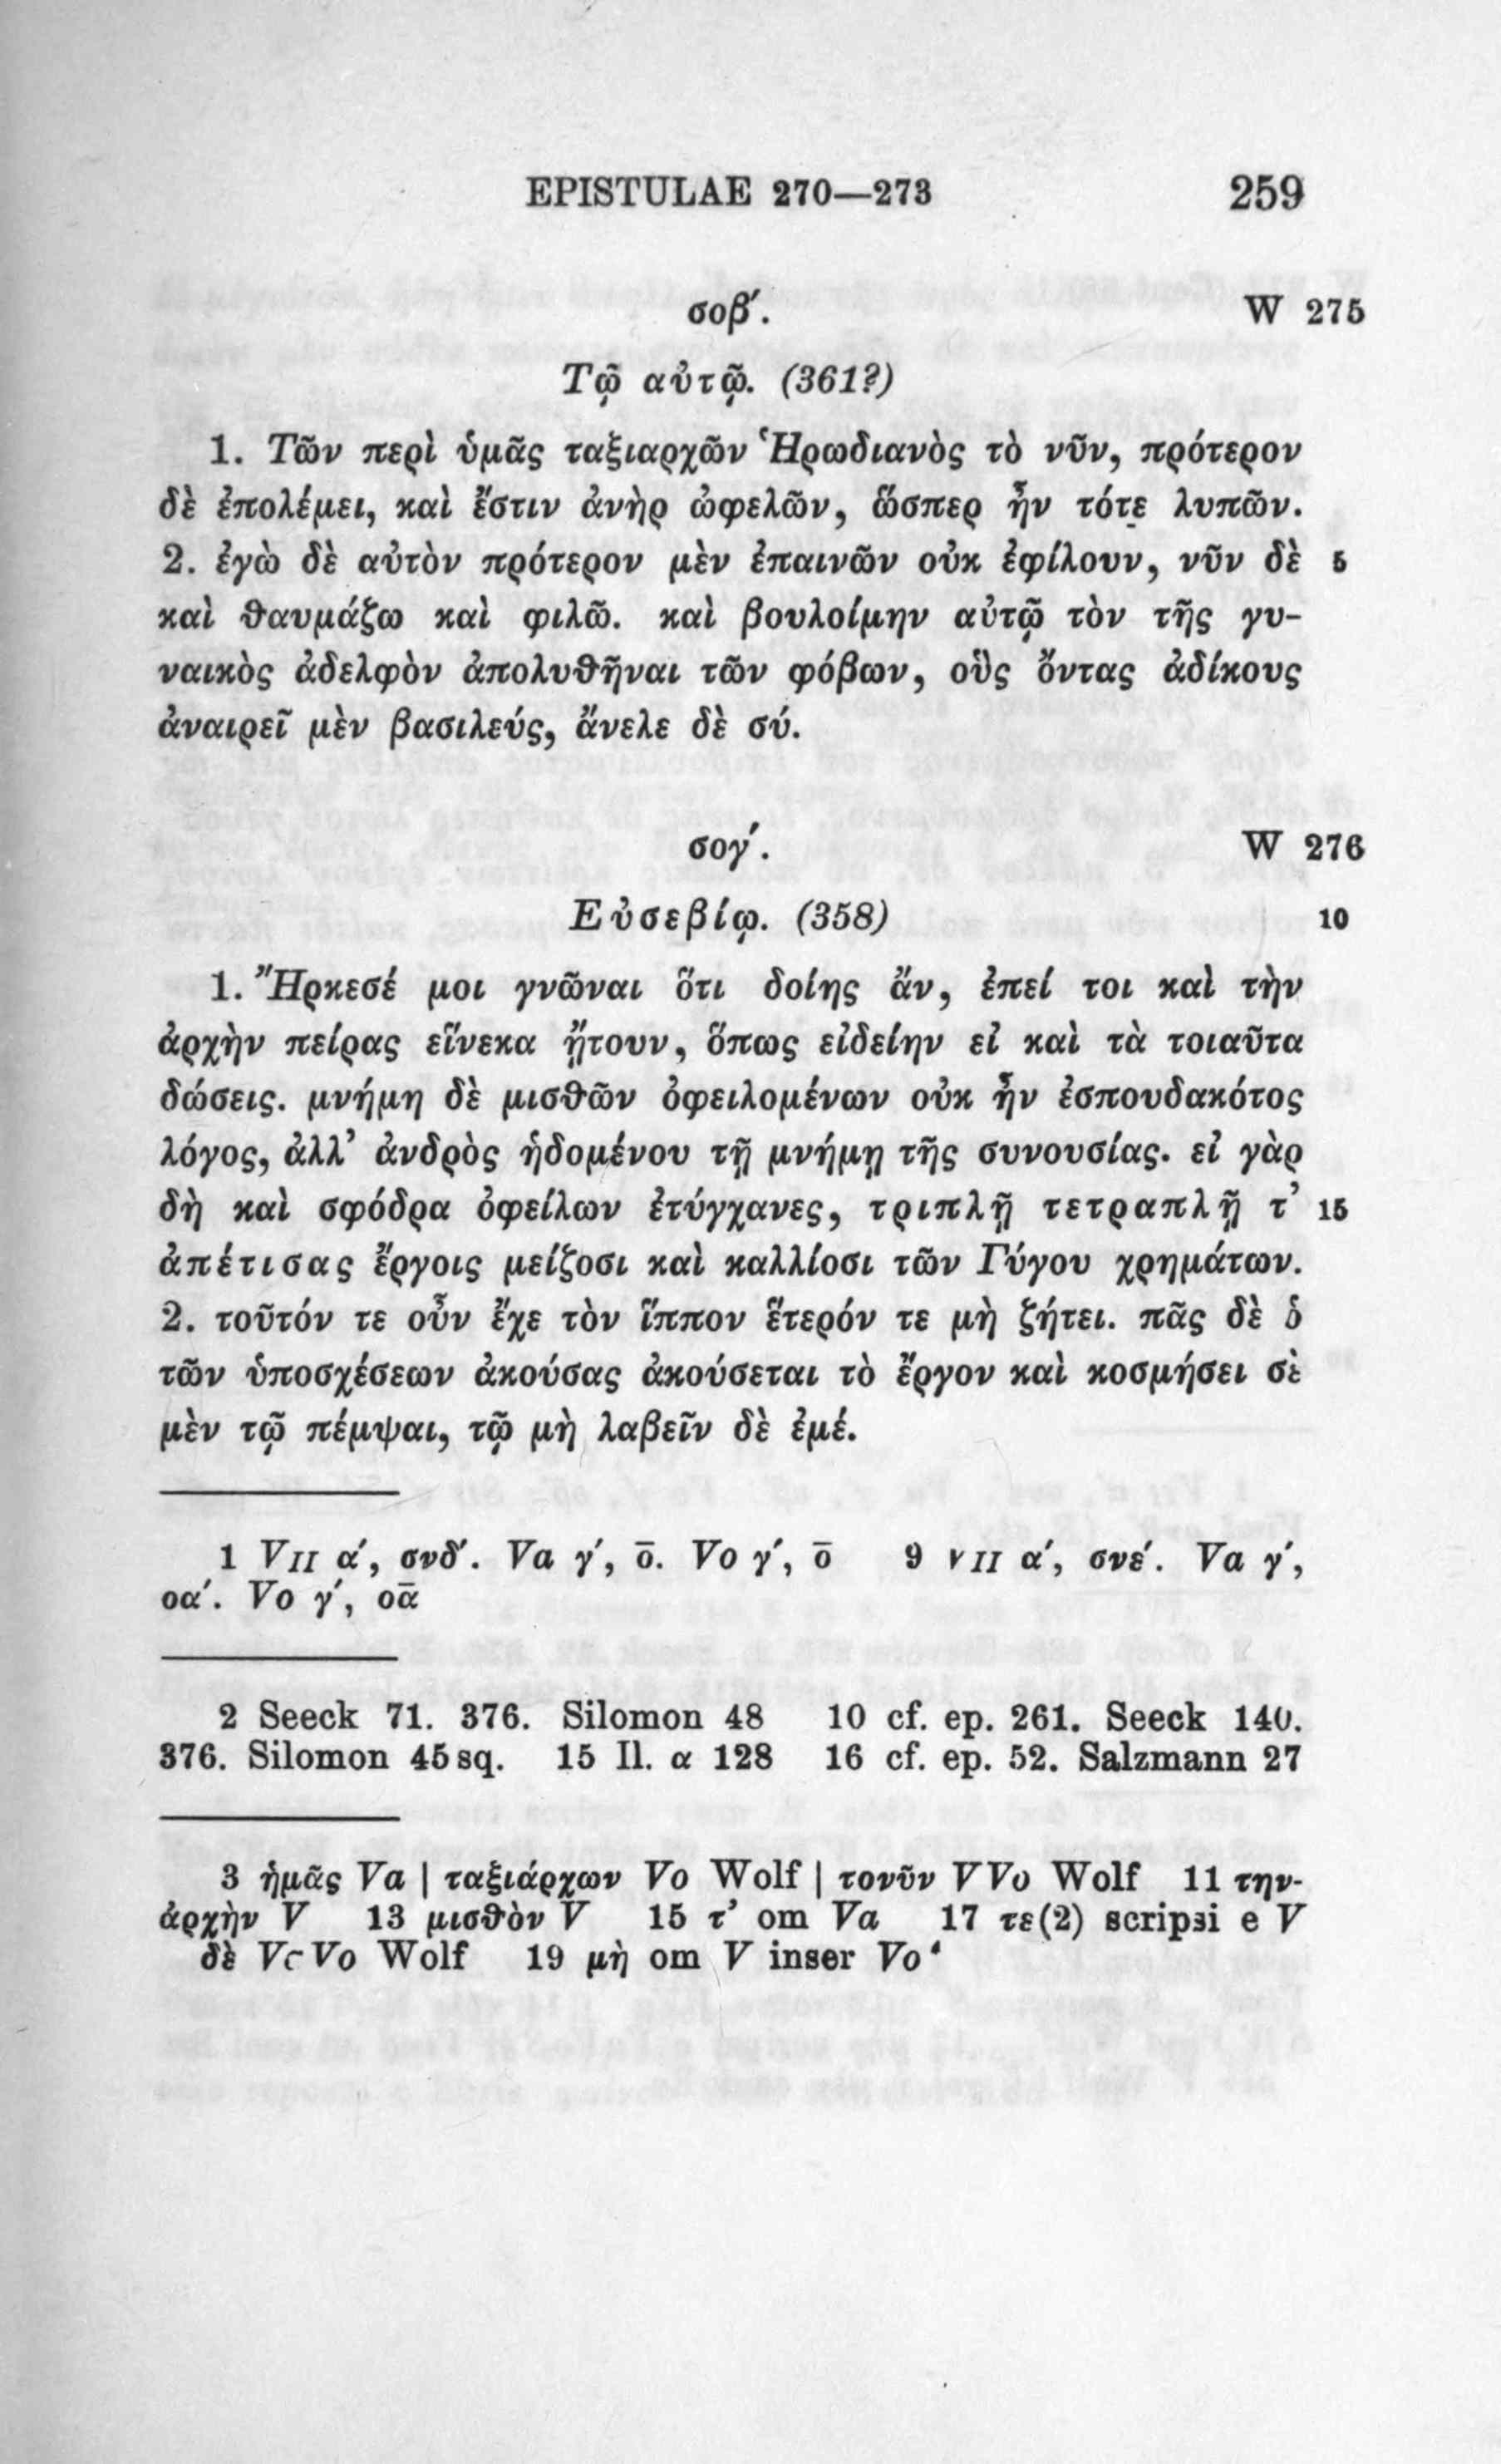 EPISTULAE 270—273 259
σοβ΄. W 275
Τῷ αὐτῷ. (361?)
1. Τῶν περὶ ὑμᾶς ταξιαρχῶν Ἡρωδιανὸς τὸ νῦν, πρότερον
δὲ ἐπολέμει, καὶ ἔστιν ἀνὴρ ὠφελῶν, ὥσπερ ἦν τότε λυπῶν.
2. ἐγὼ δὲ αὐτὸν πρότερον μὲν ἐπαινῶν οὐκ ἐφίλουν, νῦν δὲ 5
καὶ θαυμάζω καὶ φιλῶ. καὶ βουλοίμην αὐτῷ τὸν τῆς γυ-
ναικὸς ἀδελφὸν ἀπολυθῆναι τῶν φόβων, οὓς ὄντας ἀδίκους
ἀναιρεῖ μὲν βασιλεύς, ἄνελε δὲ σύ.
σογ΄. W 276
Εὐσεβίῳ. (358) 10
1. Ἤρκεσέ μοι γνῶναι ὅτι δοίης ἄν, ἐπεί τοι καὶ τὴν
ἀρχὴν πείρας εἵνεκα ᾔτουν, ὅπως εἰδείην εἰ καὶ τὰ τοιαῦτα
δώσεις. μνήμη δὲ μισθῶν ὀφειλομένων οὐκ ἦν ἐσπουδακότος
λόγος, ἀλλ’ ἀνδρὸς ἡδομένου τῇ μνήμῃ τῆς συνουσίας. εἰ γὰρ
δὴ καὶ σφόδρα ὀφείλων ἐτύγχανες, τριπλῇ τετραπλῇ τ’ 15
ἀπέτισας ἔργοις μείζοσι καὶ καλλίοσι τῶν Γύγου χρημάτων.
2. τοῦτόν τε οὖν ἔχε τὸν ἵππον ἕτερόν τε μὴ ζήτει. πᾶς δὲ ὁ
τῶν ὑποσχέσεων ἀκούσας ἀκούσεται τὸ ἔργον καὶ κοσμήσει σὲ
μὲν τῷ πέμψαι, τῷ μὴ λαβεῖν δὲ ἐμέ.
1 VII α΄, σνδ΄. Va γ΄, ο̄. Vo γ΄, ο̄ 9 VII α΄, σνε΄. Va γ΄,
οα΄. Vo γ΄, οᾱ
2 Seeck 71. 376. Silomon 48 10 cf. ep. 261. Seeck 140.
376. Silomon 45 sq. 15 Il. α 128 16 cf. ep. 52. Salzmann 27
3 ἡμᾶς Va | ταξιάρχων Vo Wolf | τονῦν V Vo Wolf 11 την-
ἀρχὴν V 13 μισθὸν V 15 τ’ om Va 17 τε(2) scripsi e V
δὲ Va Vo Wolf 19 μὴ om V inser Vo⁴